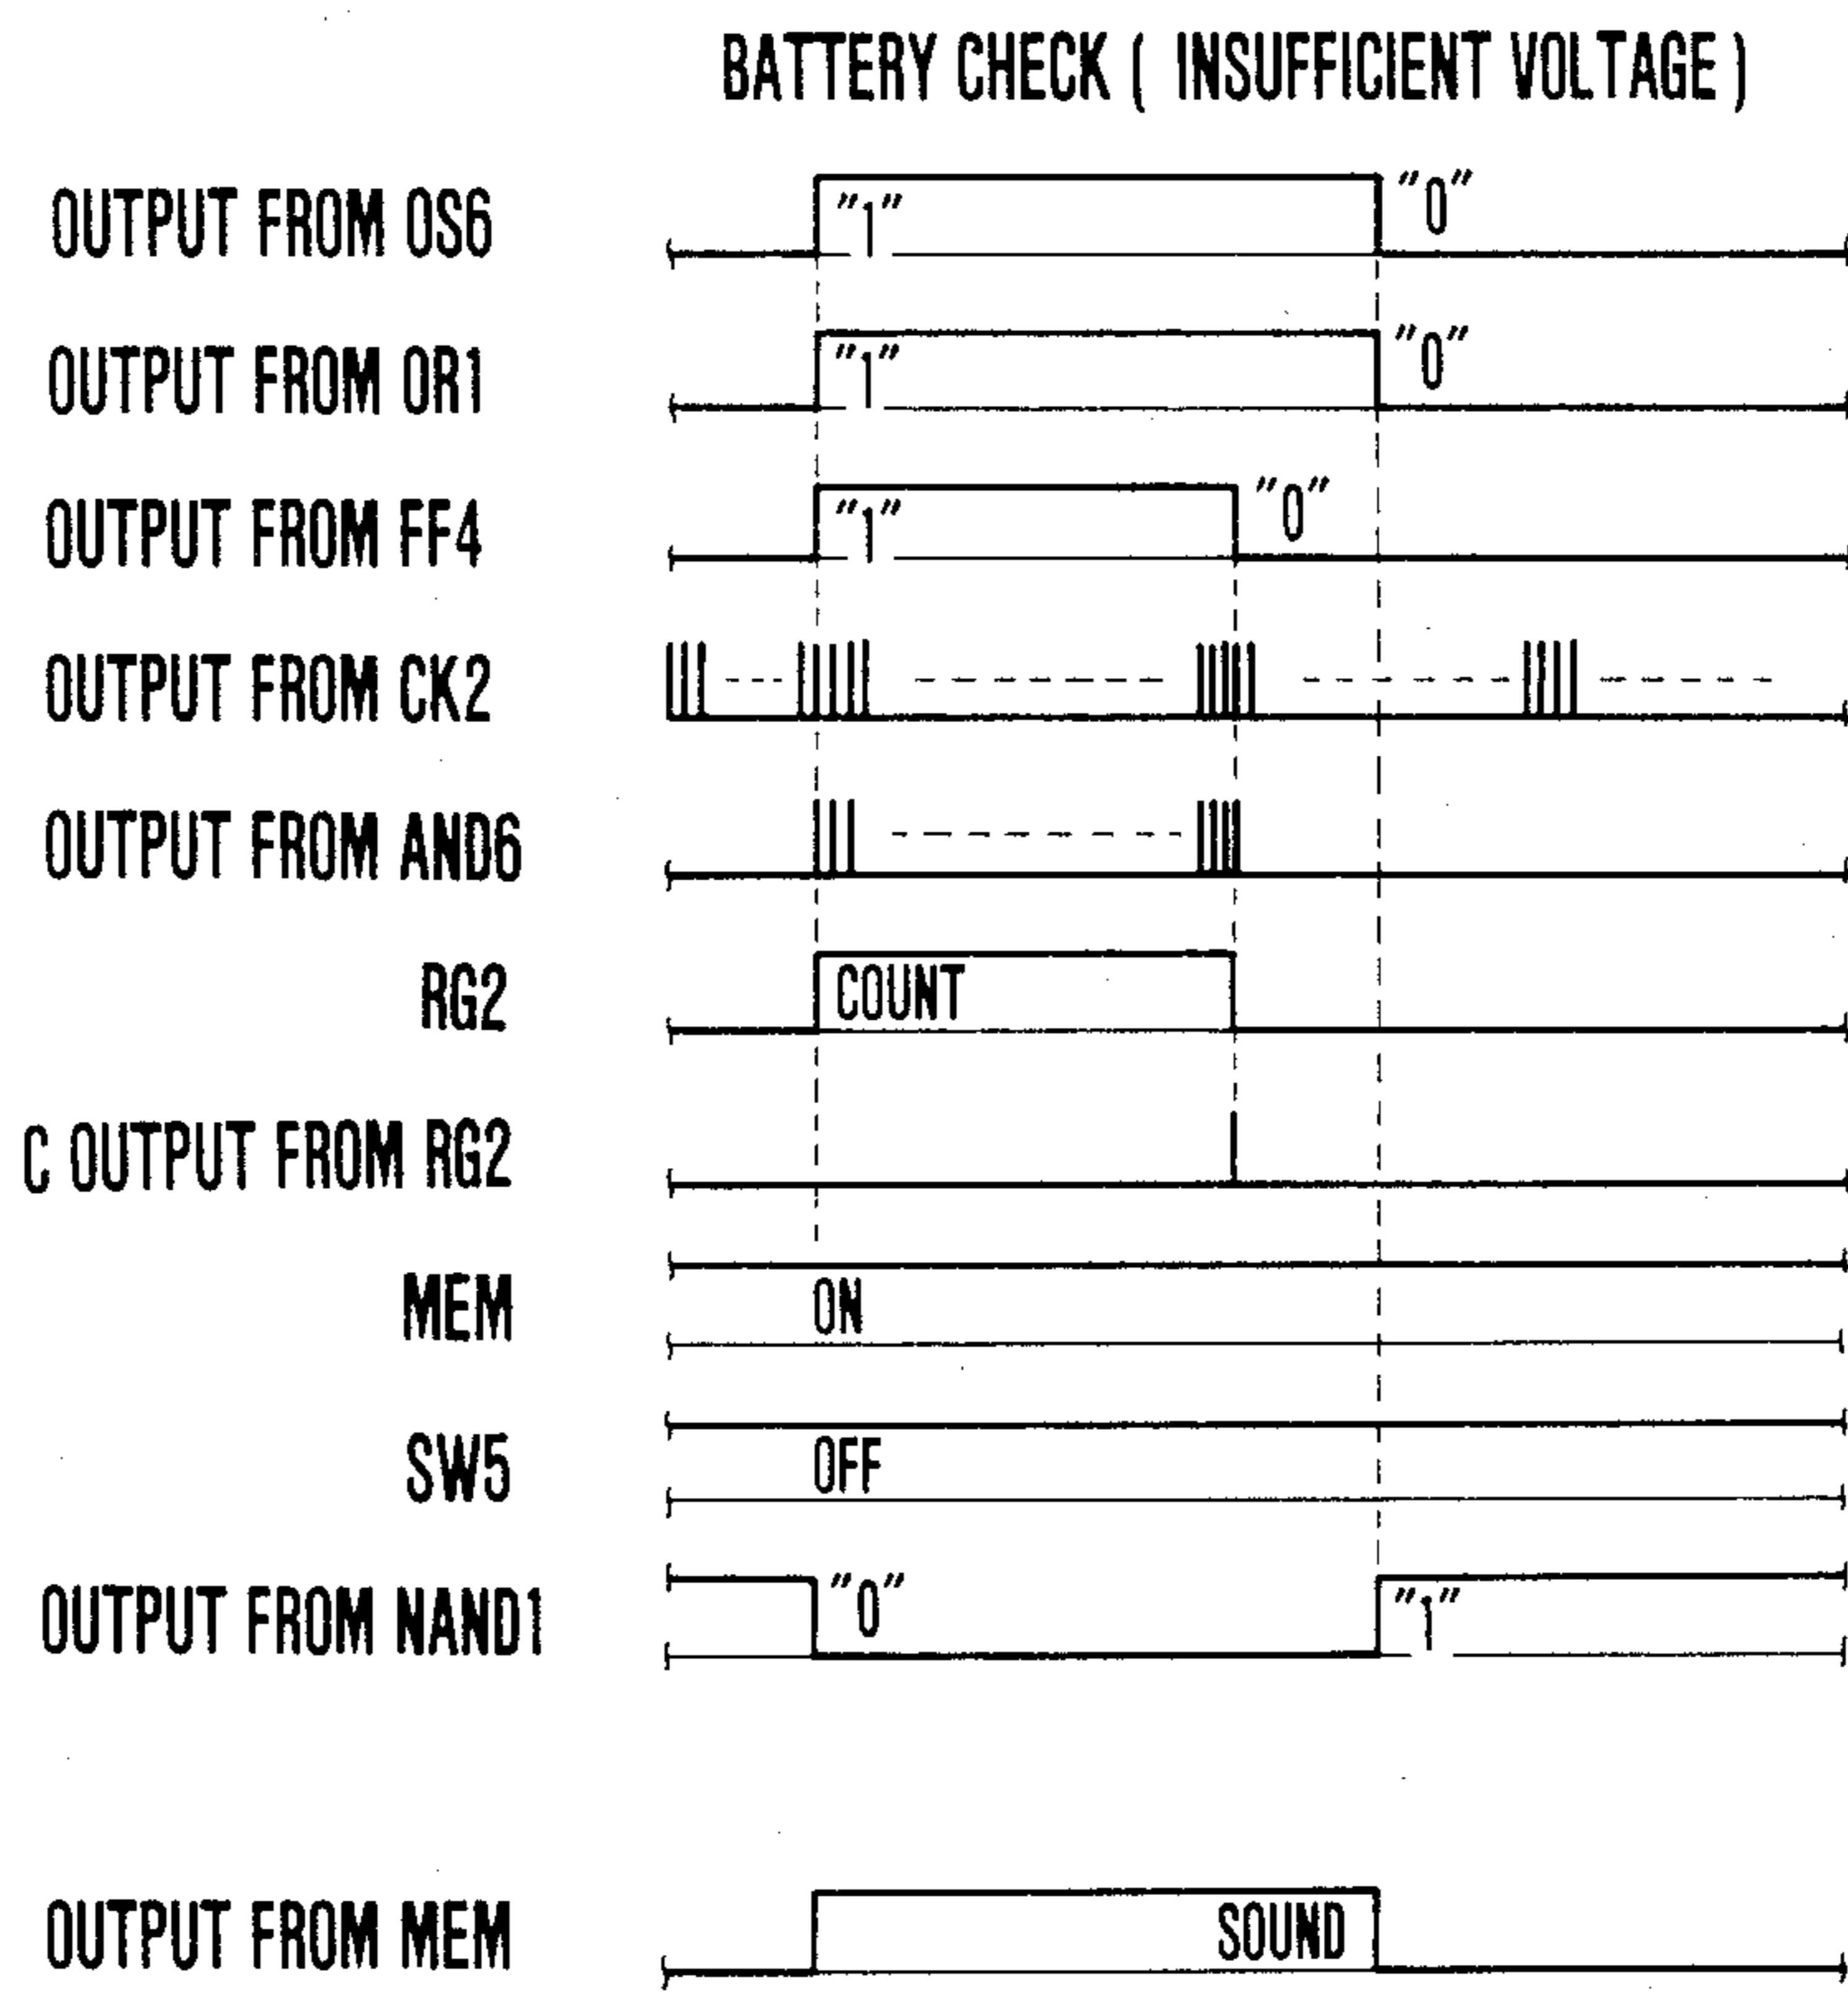 BATTERY CHECK ( INSUFFICIENT VOLTAGE )
OUTPUT FROM OS6 "1" "0"
OUTPUT FROM OR1 "1" "0"
OUTPUT FROM FF4 "1" "0"
OUTPUT FROM CK2
OUTPUT FROM AND6
RG2 COUNT
C OUTPUT FROM RG2
MEM ON
SW5 OFF
OUTPUT FROM NAND1 "0" "1"
OUTPUT FROM MEM SOUND